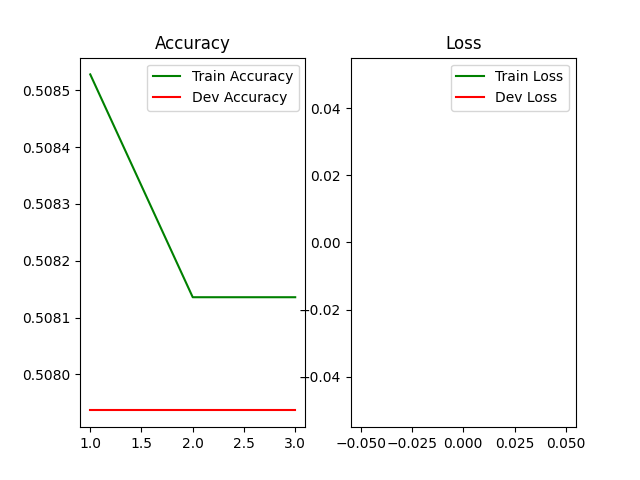 Accuracy
Train Accuracy
Dev Accuracy
0.5085
0.5084
0.5083
0.5082
0.5081
0.5080
1.0 1.5 2.0 2.5 3.0
Loss
Train Loss
Dev Loss
0.04
0.02
0.00
−0.02
−0.04
−0.050 −0.025 0.000 0.025 0.050